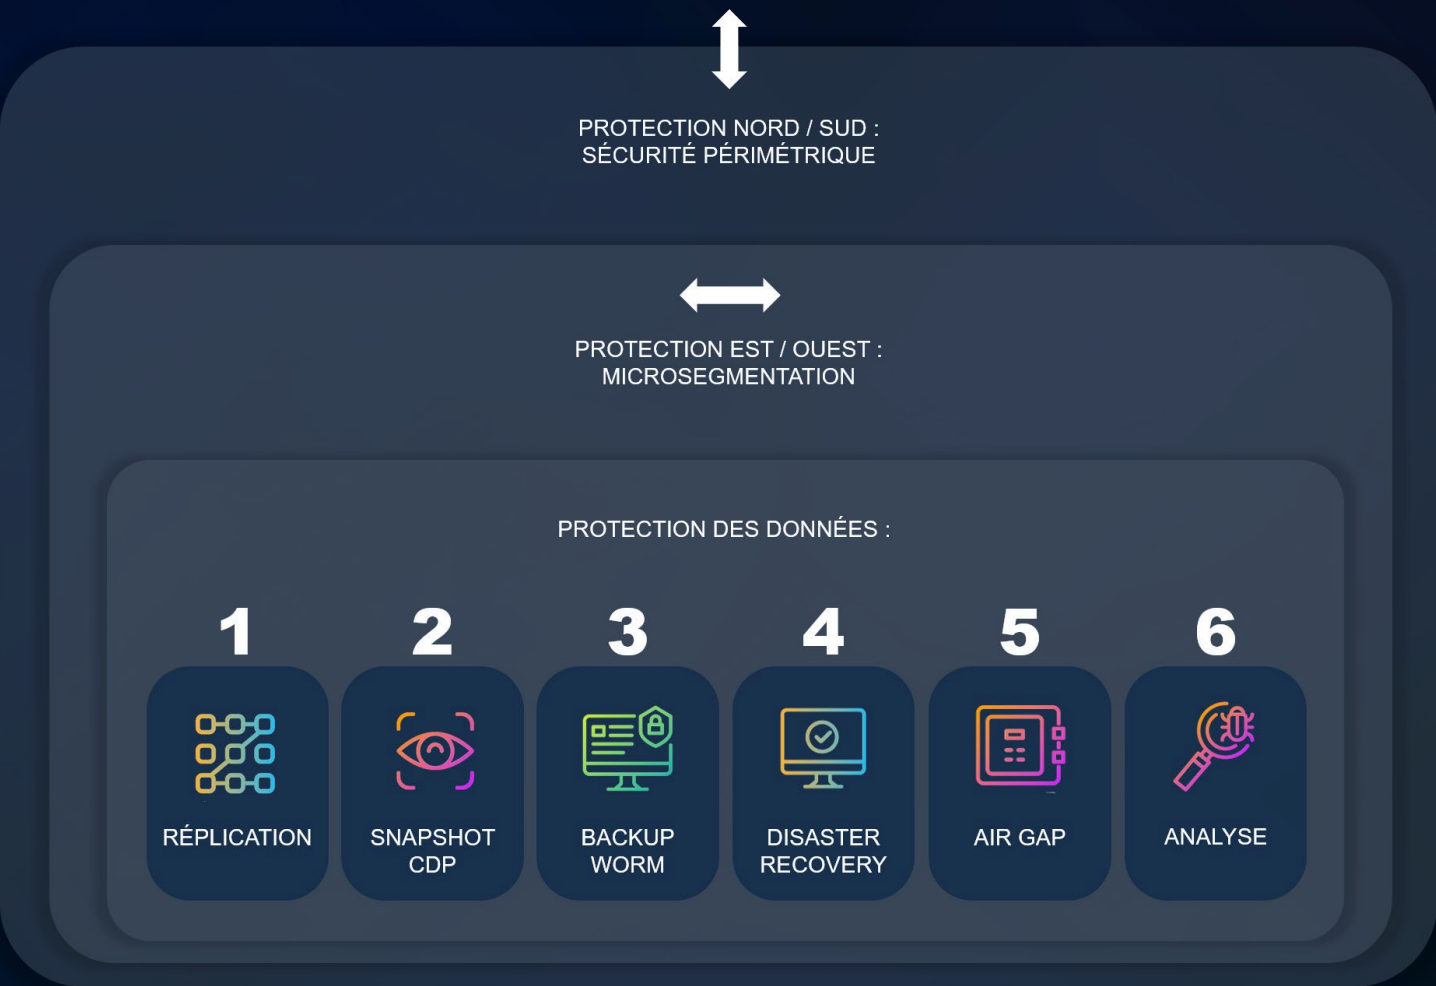 PROTECTION NORD / SUD :
SÉCURITÉ PÉRIMÉTRIQUE
PROTECTION EST / OUEST :
MICROSEGMENTATION
PROTECTION DES DONNÉES :
1
2
3
4
5
6
RÉPLICATION
SNAPSHOT
CDP
BACKUP
WORM
DISASTER
RECOVERY
AIR GAP
ANALYSE